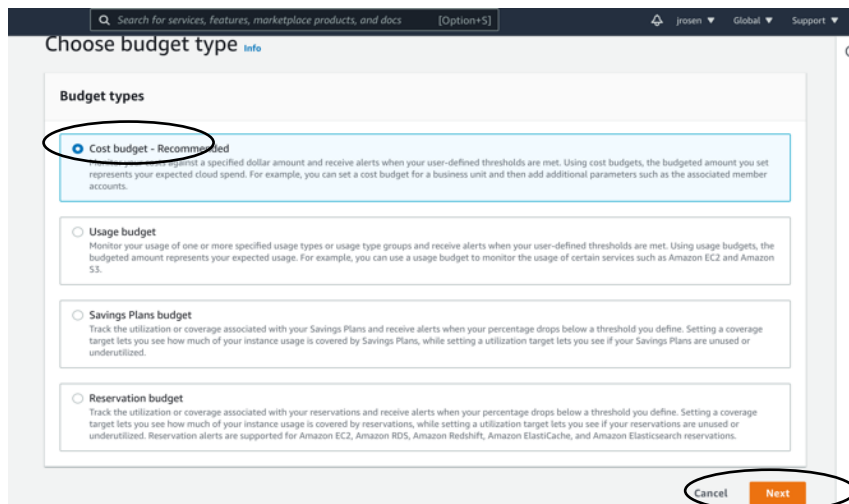 Search for services, features, marketplace products, and docs [Option+S] jrosen ▼ Global ▼ Support ▼
Choose budget type Info
Budget types
Cost budget - Recommended
Monitor your costs against a specified dollar amount and receive alerts when your user-defined thresholds are met. Using cost budgets, the budgeted amount you set
represents your expected cloud spend. For example, you can set a cost budget for a business unit and then add additional parameters such as the associated member
accounts.
Usage budget
Monitor your usage of one or more specified usage types or usage type groups and receive alerts when your user-defined thresholds are met. Using usage budgets, the
budgeted amount represents your expected usage. For example, you can use a usage budget to monitor the usage of certain services such as Amazon EC2 and Amazon
S3.
Savings Plans budget
Track the utilization or coverage associated with your Savings Plans and receive alerts when your percentage drops below a threshold you define. Setting a coverage
target lets you see how much of your instance usage is covered by Savings Plans, while setting a utilization target lets you see if your Savings Plans are unused or
underutilized.
Reservation budget
Track the utilization or coverage associated with your reservations and receive alerts when your percentage drops below a threshold you define. Setting a coverage
target lets you see how much of your instance usage is covered by reservations, while setting a utilization target lets you see if your reservations are unused or
underutilized. Reservation alerts are supported for Amazon EC2, Amazon RDS, Amazon Redshift, Amazon ElastiCache, and Amazon Elasticsearch reservations.
Cancel Next